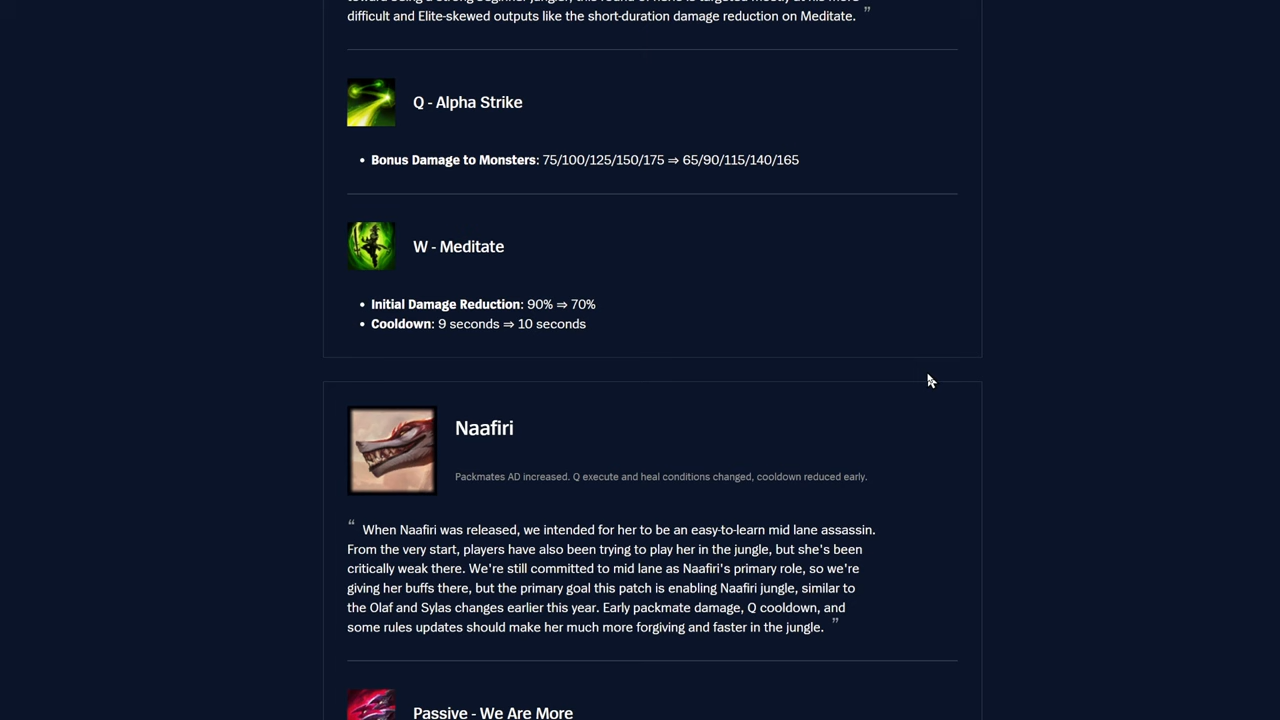 difficult and Elite-skewed outputs like the short-duration damage reduction on Meditate. ”
Q - Alpha Strike
• Bonus Damage to Monsters: 75/100/125/150/175 ⇒ 65/90/115/140/165
W - Meditate
• Initial Damage Reduction: 90% ⇒ 70%
• Cooldown: 9 seconds ⇒ 10 seconds
Naafiri
Packmates AD increased. Q execute and heal conditions changed, cooldown reduced early.
“ When Naafiri was released, we intended for her to be an easy-to-learn mid lane assassin.
From the very start, players have also been trying to play her in the jungle, but she's been
critically weak there. We're still committed to mid lane as Naafiri's primary role, so we're
giving her buffs there, but the primary goal this patch is enabling Naafiri jungle, similar to
the Olaf and Sylas changes earlier this year. Early packmate damage, Q cooldown, and
some rules updates should make her much more forgiving and faster in the jungle. ”
Passive - We Are More